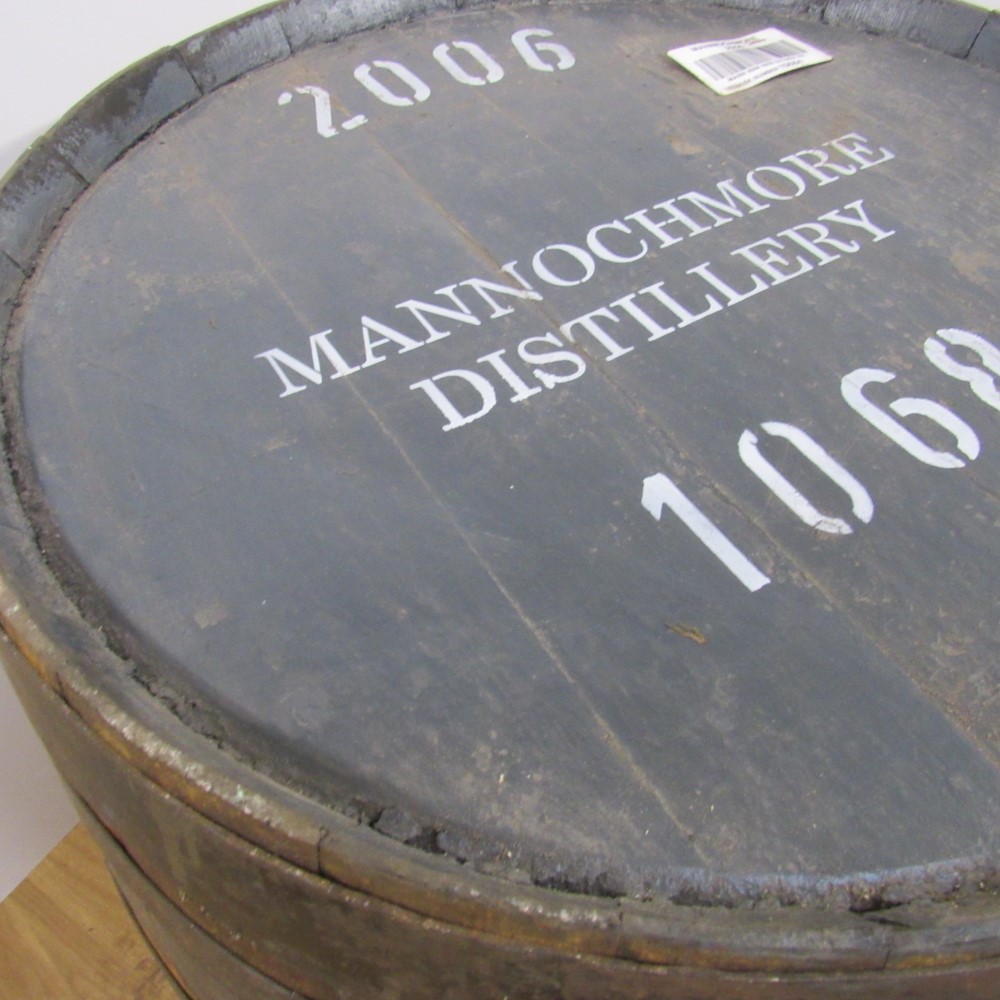 2006
MANNOCHMORE
DISTILLERY
1068